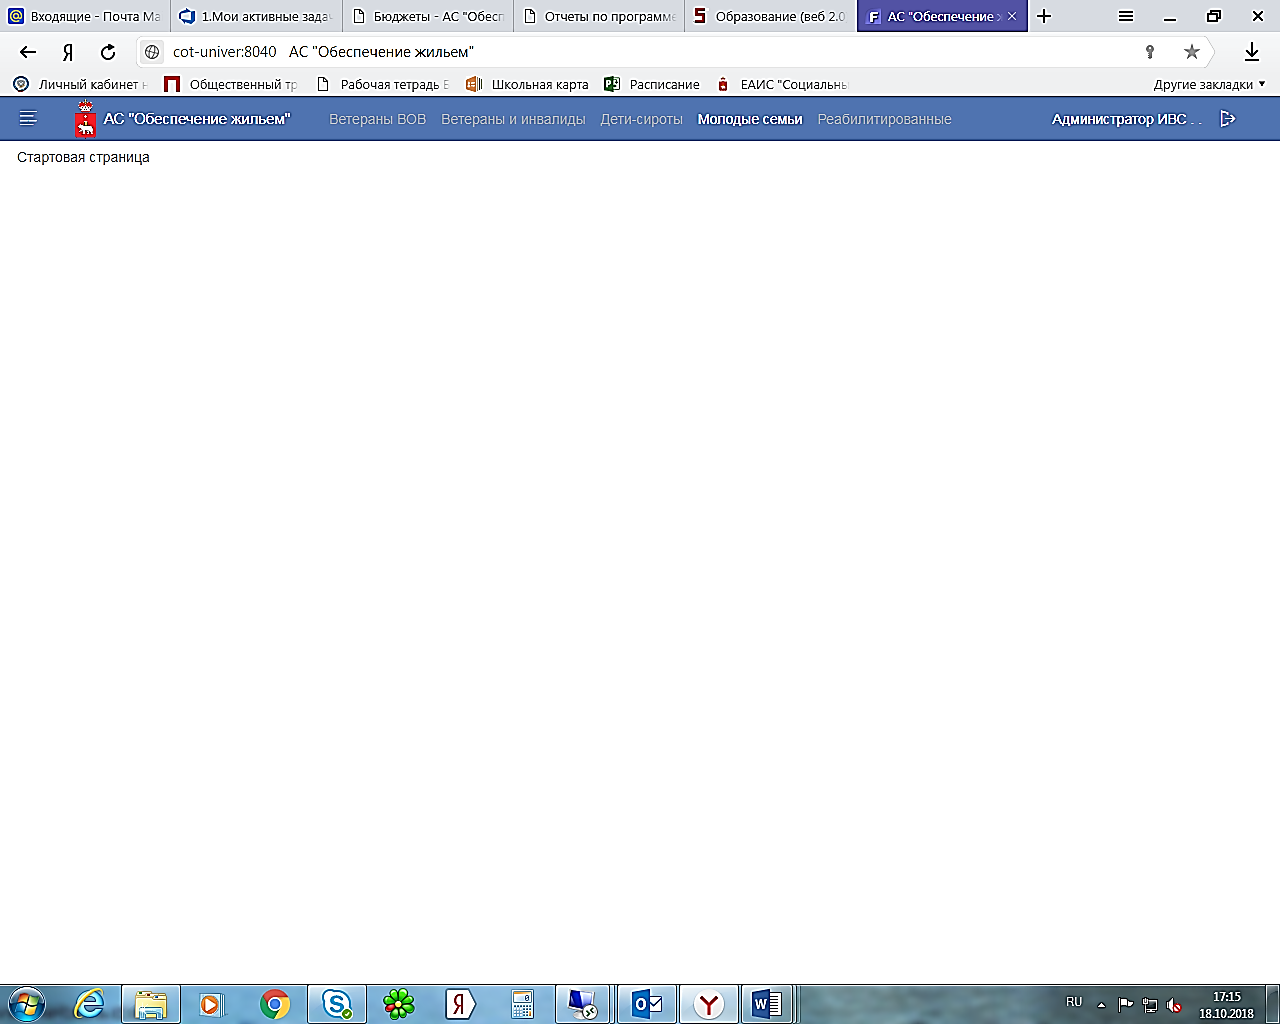 Входящие - Почта Ma
1.Мои активные зада
Бюджеты - АС "Обесп
Отчеты по программе
Образование (веб 2.0
АС "Обеспечение ж
cot-univer:8040 АС "Обеспечение жильем"
Личный кабинет н
Общественный тр
Рабочая тетрадь Е
Школьная карта
Расписание
ЕАИС "Социальны
Другие закладки
АС "Обеспечение жильем"
Ветераны ВОВ
Ветераны и инвалиды
Дети-сироты
Молодые семьи
Реабилитированные
Администратор ИВС . .
Стартовая страница
RU
17:15
18.10.2018